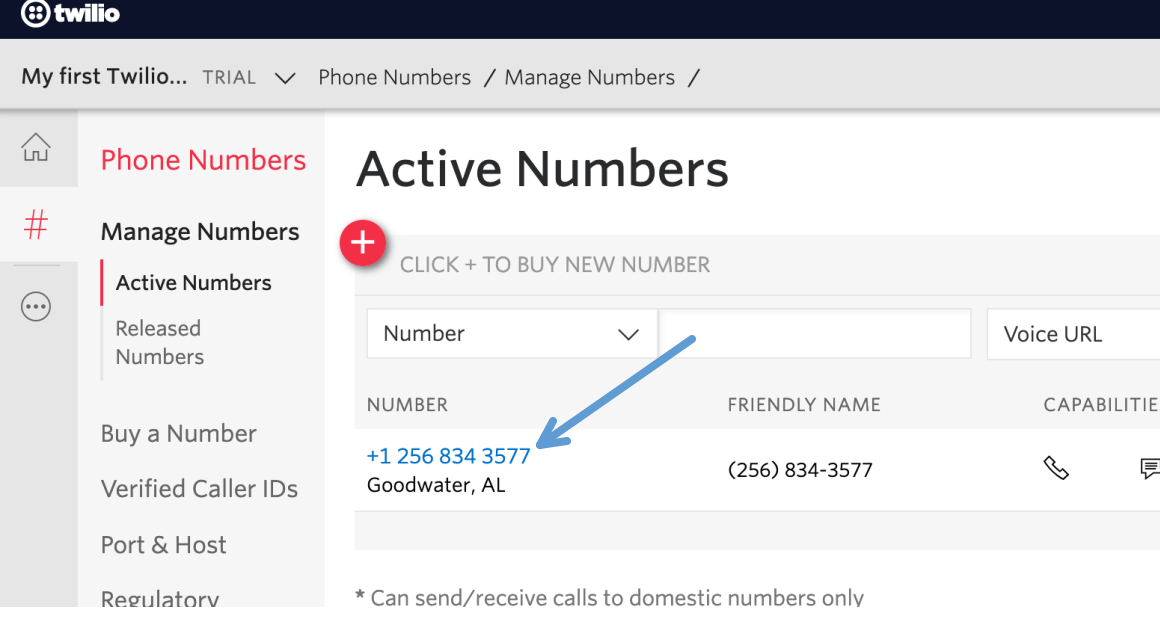 twilio
My first Twilio... TRIAL Phone Numbers / Manage Numbers /
Phone Numbers
Manage Numbers
Active Numbers
Released
Numbers
Buy a Number
Verified Caller IDs
Port & Host
Regulatory
Active Numbers
CLICK + TO BUY NEW NUMBER
Number
Voice URL
NUMBER FRIENDLY NAME CAPABILITIE
+1 256 834 3577
Goodwater, AL
(256) 834-3577
* Can send/receive calls to domestic numbers only